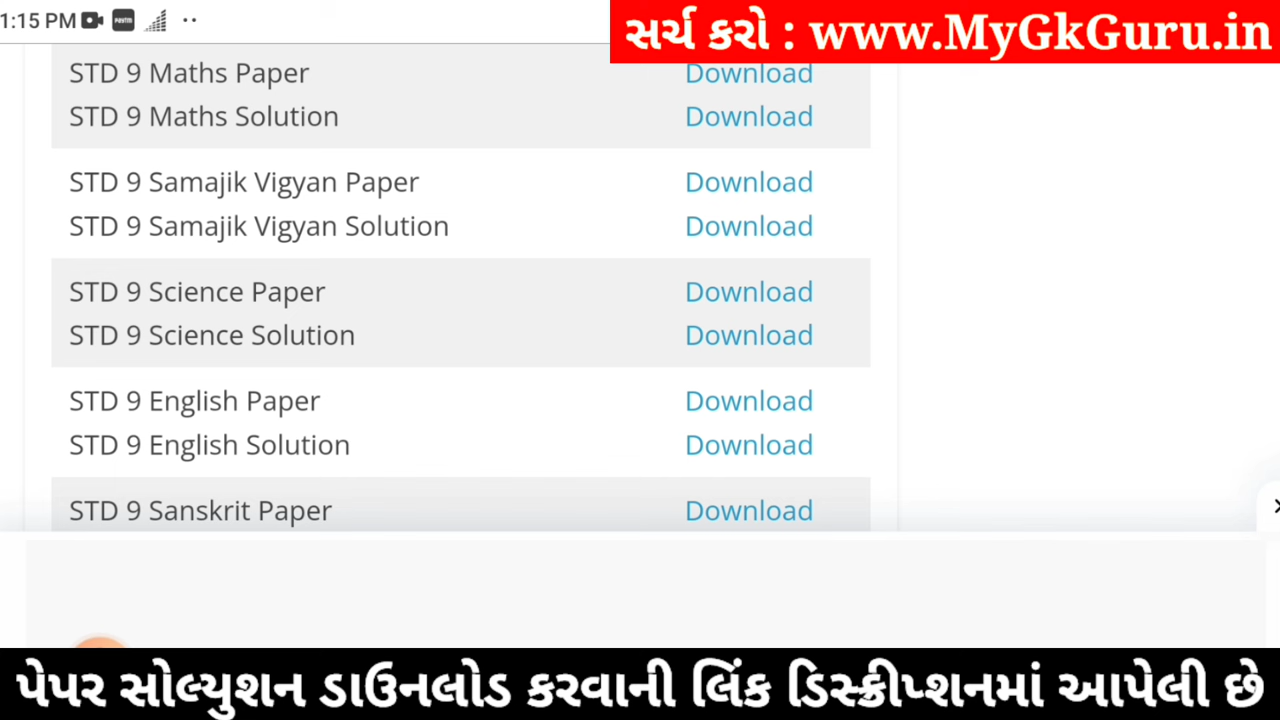 1:15 PM
સર્ચ કરો : www.MyGkGuru.in
STD 9 Maths Paper Download
STD 9 Maths Solution Download
STD 9 Samajik Vigyan Paper Download
STD 9 Samajik Vigyan Solution Download
STD 9 Science Paper Download
STD 9 Science Solution Download
STD 9 English Paper Download
STD 9 English Solution Download
STD 9 Sanskrit Paper Download
પેપર સોલ્યુશન ડાઉનલોડ કરવાની લિંક ડિસ્ક્રીપ્શનમાં આપેલી છે